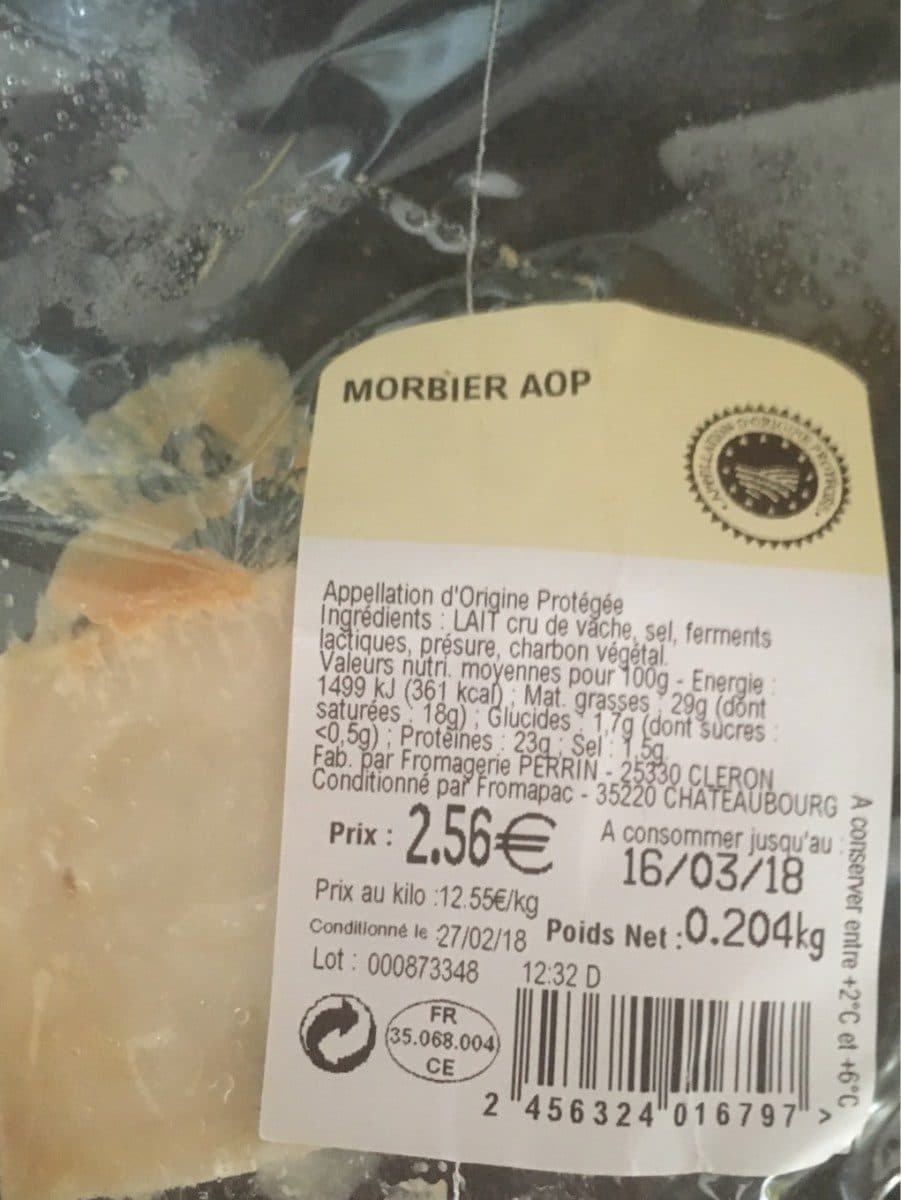 MORBIER AOP
APPELLATION D'ORIGINE PROTÉGÉE
Appellation d'Origine Protégée
Ingrédients : LAIT cru de vache, sel, ferments
lactiques, présure, charbon végétal.
Valeurs nutri. moyennes pour 100g - Energie :
1499 kJ (361 kcal) ; Mat. grasses : 29g (dont
saturées : 18g) ; Glucides : 1,7g (dont sucres :
<0,5g) ; Protéines : 23g ; Sel : 1,5g.
Fab. par Fromagerie PERRIN - 25330 CLERON
Conditionné par Fromapac - 35220 CHATEAUBOURG
Prix : 2.56€
A consommer jusqu'au :
16/03/18
Prix au kilo :12.55€/kg
Conditionné le 27/02/18
Poids Net :0.204kg
Lot : 000873348 12:32 D
FR
35.068.004
CE
2 456324 016797 >
A conserver entre +2°C et +6°C